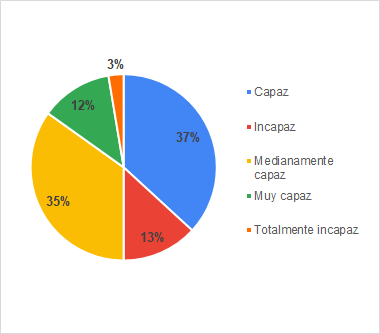 3%
12%
37%
35%
13%
Capaz
Incapaz
Medianamente
capaz
Muy capaz
Totalmente incapaz